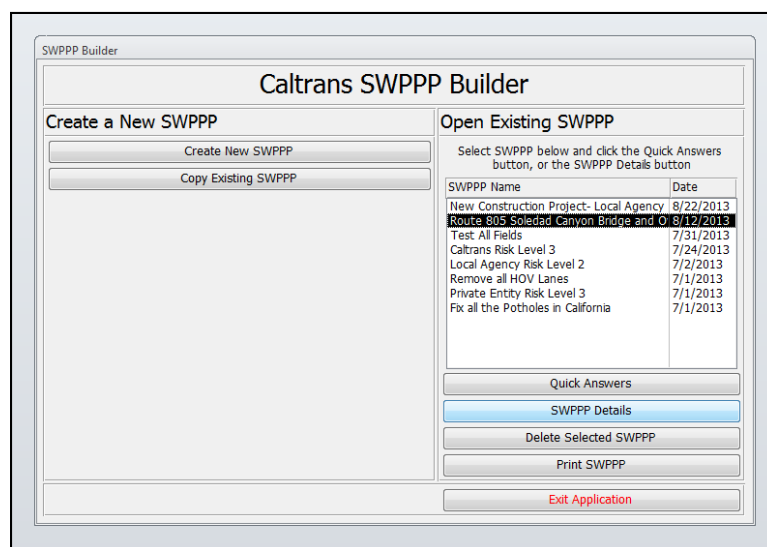 SWPPP Builder
Caltrans SWPPP Builder
Create a New SWPPP
Create New SWPPP
Copy Existing SWPPP
Open Existing SWPPP
Select SWPPP below and click the Quick Answers
button, or the SWPPP Details button
SWPPP Name Date
New Construction Project- Local Agency 8/22/2013
Route 805 Soledad Canyon Bridge and O 8/12/2013
Test All Fields 7/31/2013
Caltrans Risk Level 3 7/24/2013
Local Agency Risk Level 2 7/2/2013
Remove all HOV Lanes 7/1/2013
Private Entity Risk Level 3 7/1/2013
Fix all the Potholes in California 7/1/2013
Quick Answers
SWPPP Details
Delete Selected SWPPP
Print SWPPP
Exit Application